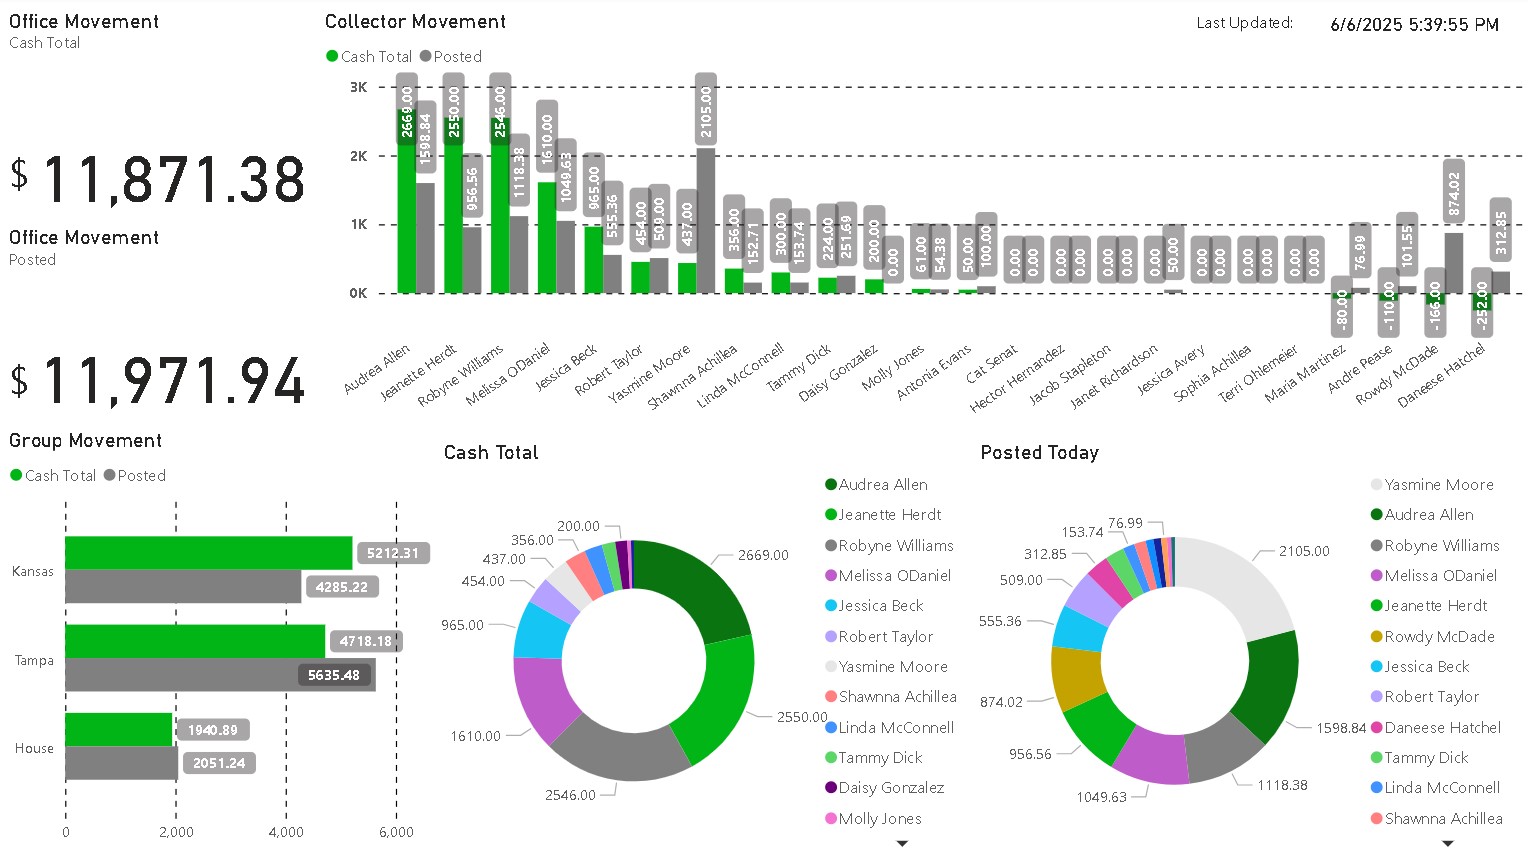 Office Movement
Cash Total
$ 11,871.38
Office Movement
Posted
$ 11,971.94
Collector Movement
Last Updated: 6/6/2025 5:39:55 PM
Cash Total Posted
3K
2K
1K
0K
2669.00 1598.84 2550.00 956.56 2546.00 1118.38 1610.00 1049.63 965.00 555.36 454.00 509.00 437.00 2105.00 356.00 152.71 300.00 153.74 224.00 251.69 200.00 0.00 61.00 54.38 50.00 100.00 0.00 0.00 0.00 0.00 0.00 0.00 0.00 50.00 0.00 0.00 0.00 0.00 0.00 0.00 -80.00 76.99 -110.00 101.55 -166.00 874.02 -252.00 312.85
Audrea Allen
Jeanette Herdt
Robyne Williams
Melissa ODaniel
Jessica Beck
Robert Taylor
Yasmine Moore
Shawnna Achillea
Linda McConnell
Tammy Dick
Daisy Gonzalez
Molly Jones
Antonia Evans
Cat Senat
Hector Hernandez
Jacob Stapleton
Janet Richardson
Jessica Avery
Sophia Achillea
Terri Ohlemeier
Maria Martinez
Andre Pease
Rowdy McDade
Daneese Hatchel
Group Movement
Cash Total Posted
Kansas
5212.31
4285.22
Tampa
4718.18
5635.48
House
1940.89
2051.24
0 2,000 4,000 6,000
Cash Total
200.00
356.00
437.00
454.00
965.00
1610.00
2546.00
2550.00
2669.00
Audrea Allen
Jeanette Herdt
Robyne Williams
Melissa ODaniel
Jessica Beck
Robert Taylor
Yasmine Moore
Shawnna Achillea
Linda McConnell
Tammy Dick
Daisy Gonzalez
Molly Jones
Posted Today
76.99
153.74
312.85
509.00
555.36
874.02
956.56
1049.63
1118.38
1598.84
2105.00
Yasmine Moore
Audrea Allen
Robyne Williams
Melissa ODaniel
Jeanette Herdt
Rowdy McDade
Jessica Beck
Robert Taylor
Daneese Hatchel
Tammy Dick
Linda McConnell
Shawnna Achillea